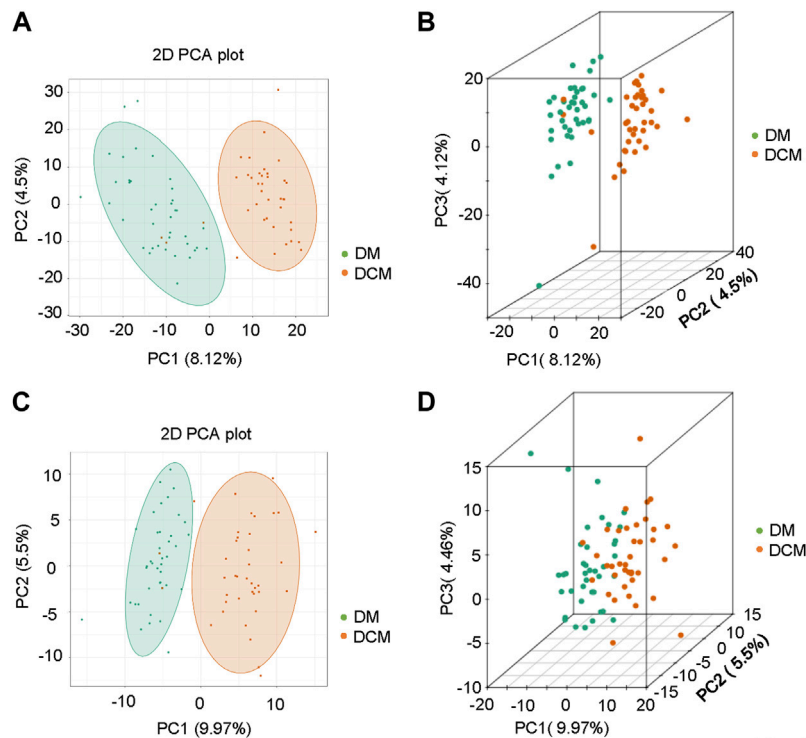 A
2D PCA plot
30
20
10
0
-10
-20
-30
PC2 (4.5%)
-30 -20 -10 0 10 20
PC1 (8.12%)
DM
DCM
B
20
0
-20
-40
PC3( 4.12%)
-20 0 20
PC1( 8.12%)
-20 0 20 40
PC2 ( 4.5%)
DM
DCM
C
2D PCA plot
10
5
0
-5
-10
PC2 (5.5%)
-10 0 10
PC1 (9.97%)
DM
DCM
D
15
10
5
0
-5
-10
PC3( 4.46%)
-20 -10 0 10 20
PC1( 9.97%)
-15 -10 -5 0 10 15
PC2 ( 5.5%)
DM
DCM